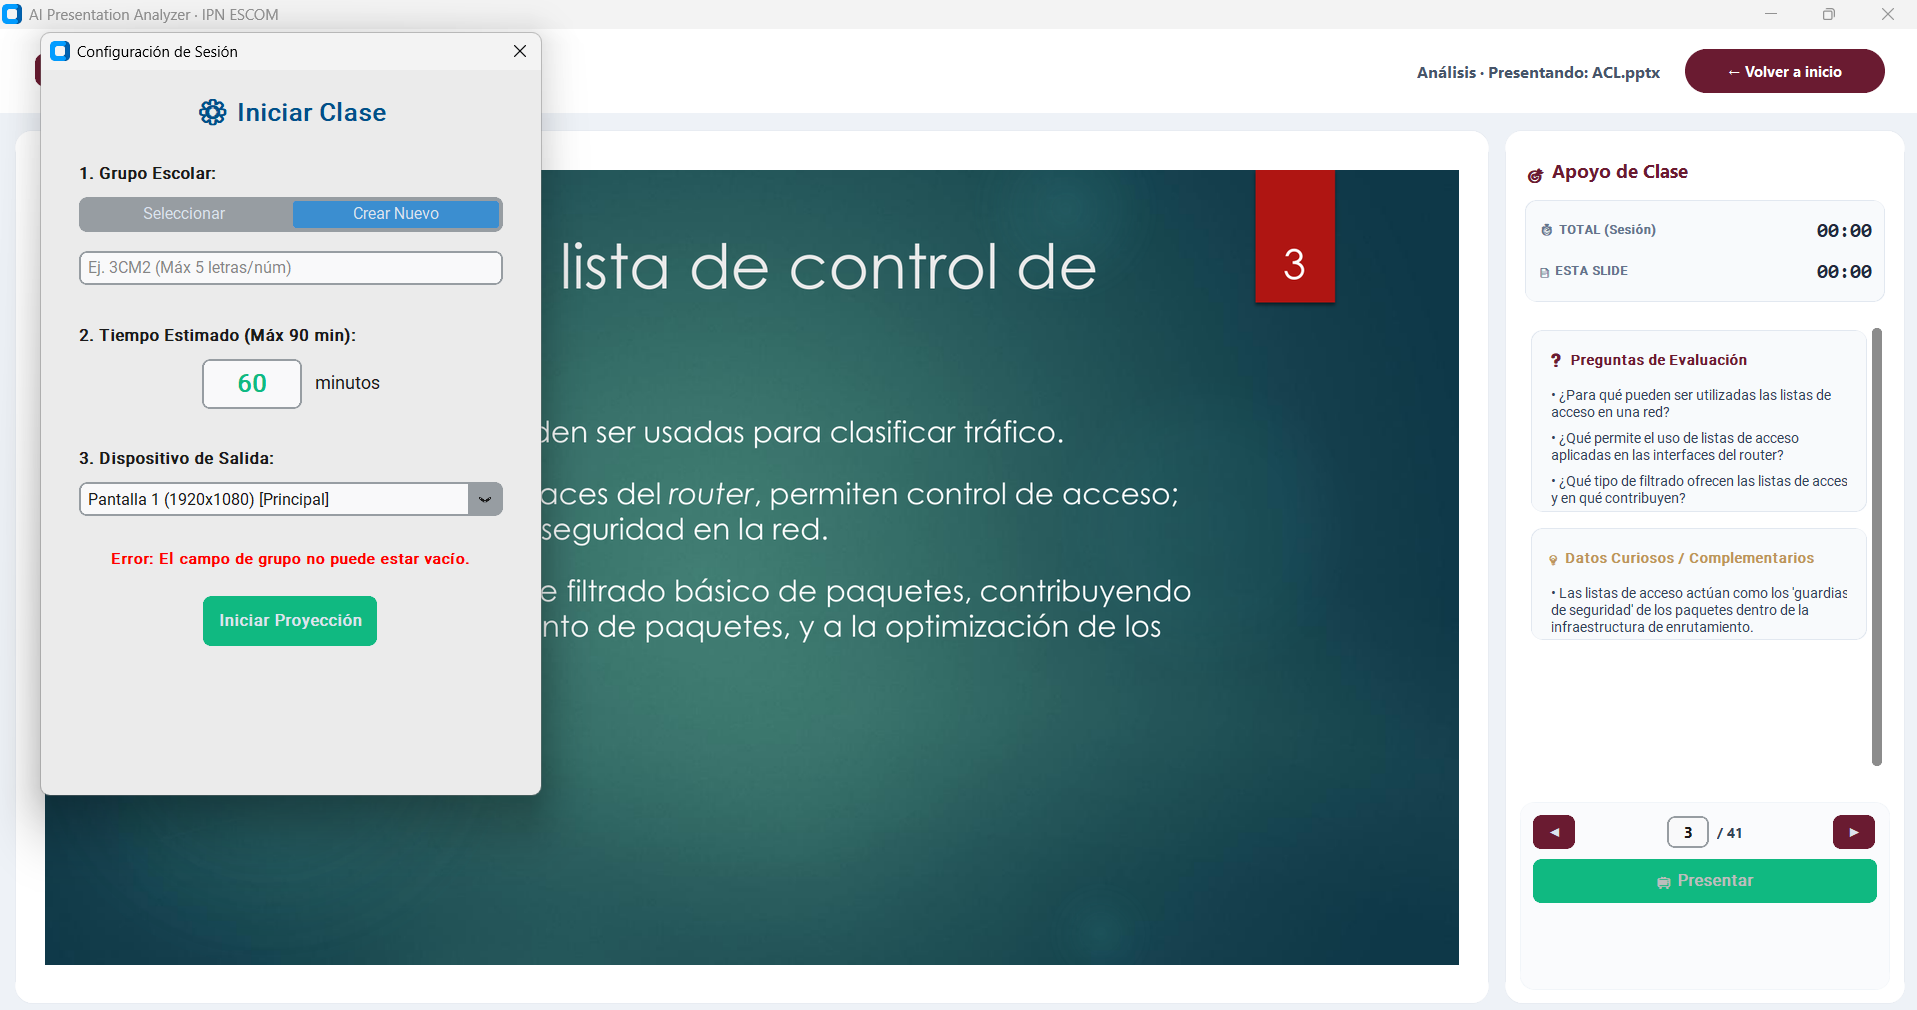 AI Presentation Analyzer · IPN ESCOM
Configuración de Sesión
Iniciar Clase
1. Grupo Escolar:
Seleccionar
Crear Nuevo
Ej. 3CM2 (Máx 5 letras/núm)
2. Tiempo Estimado (Máx 90 min):
60
minutos
3. Dispositivo de Salida:
Pantalla 1 (1920x1080) [Principal]
Error: El campo de grupo no puede estar vacío.
Iniciar Proyección
Análisis · Presentando: ACL.pptx
← Volver a inicio
lista de control de
3
den ser usadas para clasificar tráfico.
aces del router, permiten control de acceso;
seguridad en la red.
e filtrado básico de paquetes, contribuyendo
nto de paquetes, y a la optimización de los
Apoyo de Clase
TOTAL (Sesión)
00:00
ESTA SLIDE
00:00
? Preguntas de Evaluación
• ¿Para qué pueden ser utilizadas las listas de
acceso en una red?
• ¿Qué permite el uso de listas de acceso
aplicadas en las interfaces del router?
• ¿Qué tipo de filtrado ofrecen las listas de acces
y en qué contribuyen?
Datos Curiosos / Complementarios
• Las listas de acceso actúan como los 'guardias
de seguridad' de los paquetes dentro de la
infraestructura de enrutamiento.
◄
3
/ 41
►
Presentar